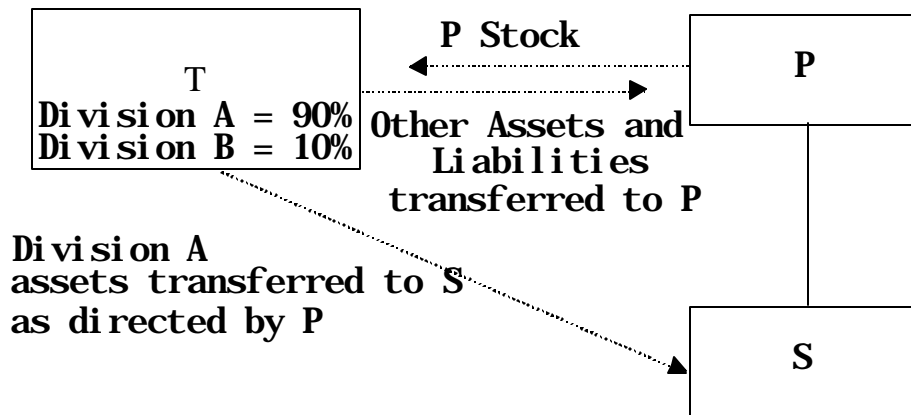 P Stock
P
T
Division A = 90%
Division B = 10%
Other Assets and
Liabilities
transferred to P
Division A
assets transferred to S
as directed by P
S